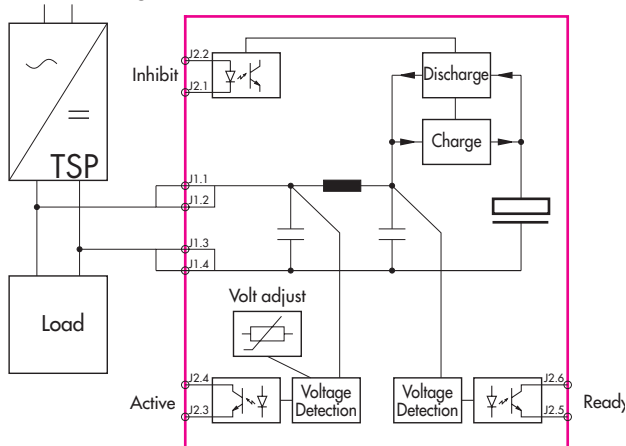 J2.2
Inhibit
J2.1
Discharge
Charge
TSP
J1.1
J1.2
J1.3
J1.4
Load
Volt adjust
J2.4
Active
J2.3
Voltage
Detection
Voltage
Detection
J2.6
Ready
J2.5